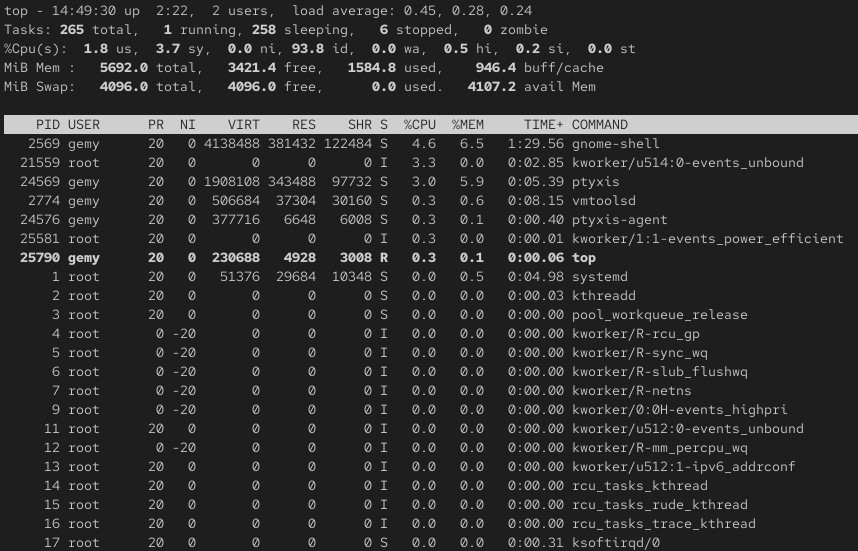 top - 14:49:30 up  2:22,  2 users,  load average: 0.45, 0.28, 0.24
Tasks: 265 total,   1 running, 258 sleeping,   6 stopped,   0 zombie
%Cpu(s):  1.8 us,  3.7 sy,  0.0 ni, 93.8 id,  0.0 wa,  0.5 hi,  0.2 si,  0.0 st
MiB Mem :   5692.0 total,   3421.4 free,   1584.8 used,    946.4 buff/cache
MiB Swap:   4096.0 total,   4096.0 free,      0.0 used.   4107.2 avail Mem
PID USER      PR  NI    VIRT    RES    SHR S  %CPU  %MEM     TIME+ COMMAND
2569 gemy      20   0 4138488 381432 122484 S   4.6   6.5   1:29.56 gnome-shell
21559 root      20   0       0      0      0 I   3.3   0.0   0:02.85 kworker/u514:0-events_unbound
24569 gemy      20   0 1908108 343488  97732 S   3.0   5.9   0:05.39 ptyxis
2774 gemy      20   0  506684  37304  30160 S   0.3   0.6   0:08.15 vmtoolsd
24576 gemy      20   0  377716   6648   6008 S   0.3   0.1   0:00.40 ptyxis-agent
25581 root      20   0       0      0      0 I   0.3   0.0   0:00.01 kworker/1:1-events_power_efficient
25790 gemy      20   0  230688   4928   3008 R   0.3   0.1   0:00.06 top
1 root      20   0   51376  29684  10348 S   0.0   0.5   0:04.98 systemd
2 root      20   0       0      0      0 S   0.0   0.0   0:00.03 kthreadd
3 root      20   0       0      0      0 S   0.0   0.0   0:00.00 pool_workqueue_release
4 root       0 -20       0      0      0 I   0.0   0.0   0:00.00 kworker/R-rcu_gp
5 root       0 -20       0      0      0 I   0.0   0.0   0:00.00 kworker/R-sync_wq
6 root       0 -20       0      0      0 I   0.0   0.0   0:00.00 kworker/R-slub_flushwq
7 root       0 -20       0      0      0 I   0.0   0.0   0:00.00 kworker/R-netns
9 root       0 -20       0      0      0 I   0.0   0.0   0:00.00 kworker/0:0H-events_highpri
11 root      20   0       0      0      0 I   0.0   0.0   0:00.00 kworker/u512:0-events_unbound
12 root       0 -20       0      0      0 I   0.0   0.0   0:00.00 kworker/R-mm_percpu_wq
13 root      20   0       0      0      0 I   0.0   0.0   0:00.00 kworker/u512:1-ipv6_addrconf
14 root      20   0       0      0      0 I   0.0   0.0   0:00.00 rcu_tasks_kthread
15 root      20   0       0      0      0 I   0.0   0.0   0:00.00 rcu_tasks_rude_kthread
16 root      20   0       0      0      0 I   0.0   0.0   0:00.00 rcu_tasks_trace_kthread
17 root      20   0       0      0      0 S   0.0   0.0   0:00.31 ksoftirqd/0